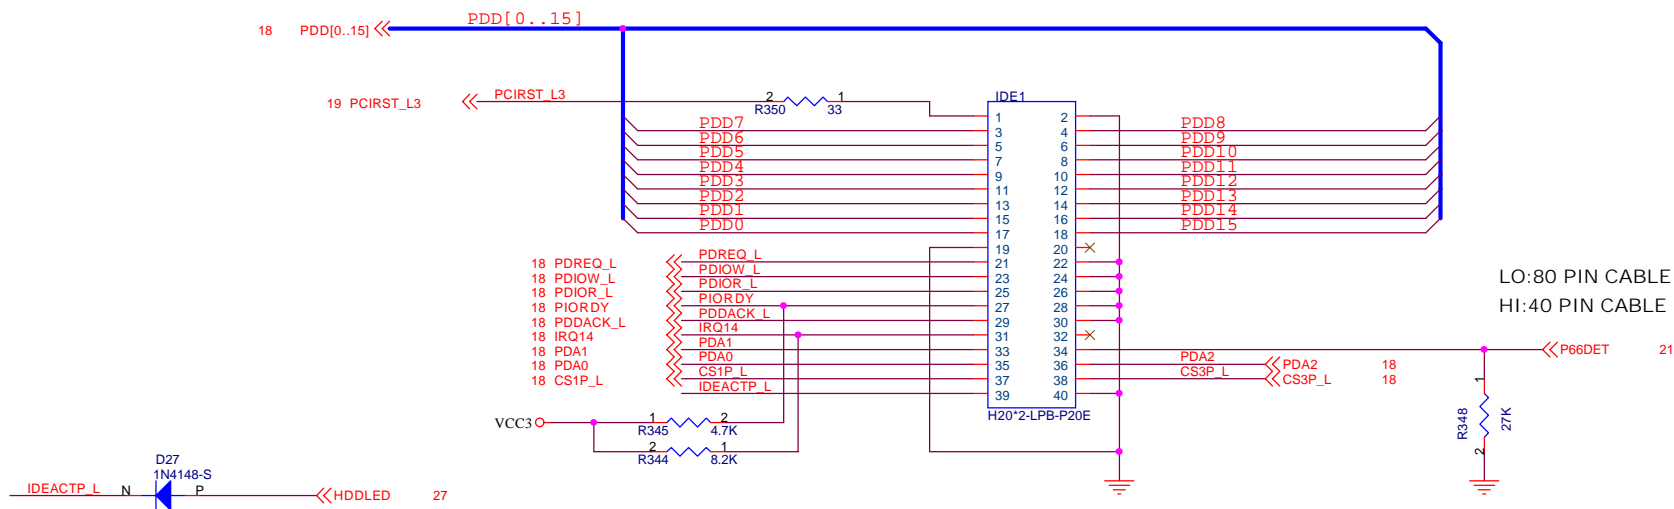 PDD[0..15]
18 PDD[0..15]
19 PCIRST_L3 PCIRST_L3 2 1 IDE1
R350 33
1 2
PDD7 3 4 PDD8
PDD6 5 6 PDD9
PDD5 7 8 PDD10
PDD4 9 10 PDD11
PDD3 11 12 PDD12
PDD2 13 14 PDD13
PDD1 15 16 PDD14
PDD0 17 18 PDD15
19 20
18 PDREQ_L PDREQ_L 21 22
18 PDIOW_L PDIOW_L 23 24
18 PDIOR_L PDIOR_L 25 26
18 PIORDY PIORDY 27 28
18 PDDACK_L PDDACK_L 29 30
18 IRQ14 IRQ14 31 32
18 PDA1 PDA1 33 34
18 PDA0 PDA0 35 36 PDA2 PDA2 18
18 CS1P_L CS1P_L 37 38 CS3P_L CS3P_L 18
IDEACTP_L 39 40
H20*2-LPB-P20E
LO:80 PIN CABLE
HI:40 PIN CABLE
P66DET 21
1
R348 27K
2
VCC3 1 2
R345 4.7K
2 1
R344 8.2K
D27
1N4148-S
IDEACTP_L N P HDDLED 27